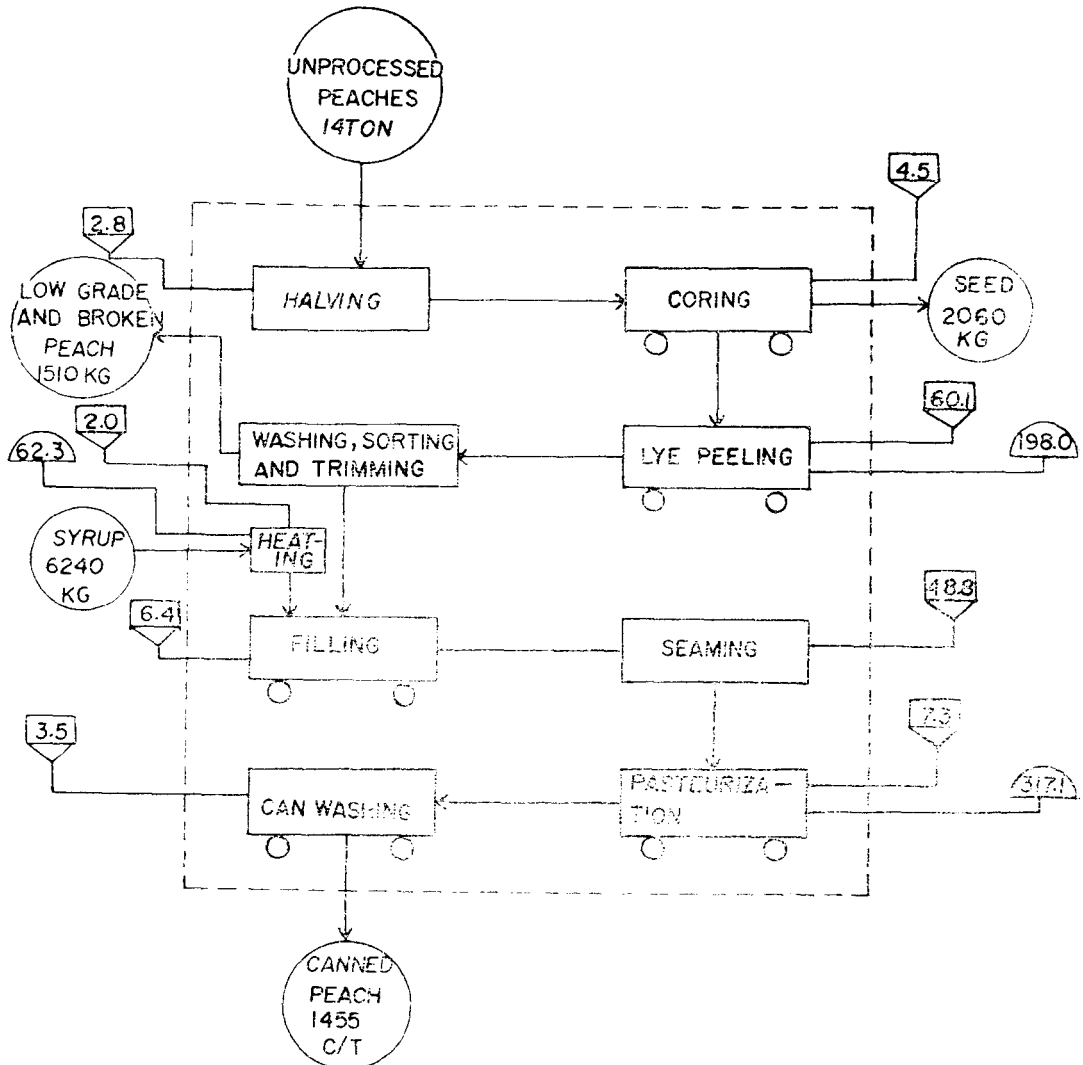 UNPROCESSED
PEACHES
14TON
4.5
2.8
HALVING
CORING
SEED
2060
KG
LOW GRADE
AND BROKEN
PEACH
1510 KG
60.1
198.0
2.0
62.3
WASHING, SORTING
AND TRIMMING
LYE PEELING
SYRUP
6240
KG
HEAT-
ING
6.4
FILLING
SEAMING
48.8
3.5
7.3
317.1
CAN WASHING
PASTEURIZA-
TION
CANNED
PEACH
1455
C/T